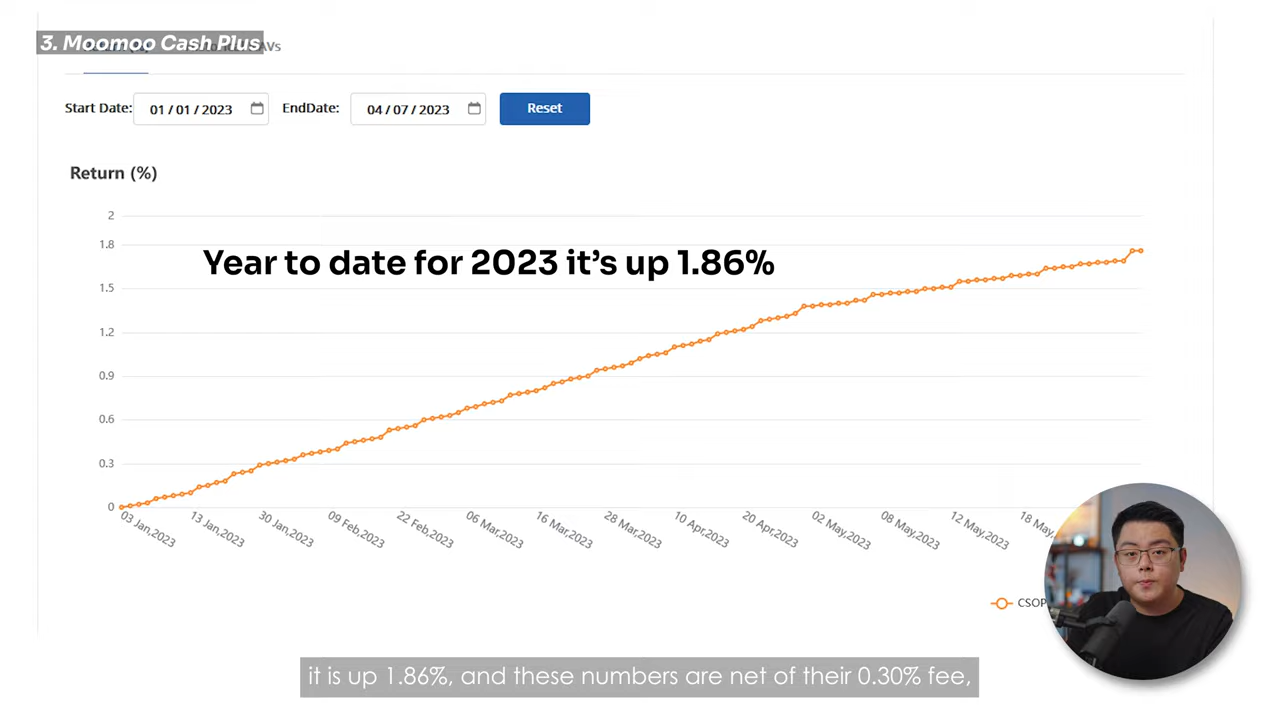 3. Moomoo Cash Plus
AVs
Start Date: 01 / 01 / 2023 EndDate: 04 / 07 / 2023 Reset
Return (%)
2
1.8
Year to date for 2023 it's up 1.86%
1.5
1.2
0.9
0.6
0.3
0
03 Jan,2023 13 Jan,2023 30 Jan,2023 09 Feb,2023 22 Feb,2023 06 Mar,2023 16 Mar,2023 28 Mar,2023 10 Apr,2023 20 Apr,2023 02 May,2023 08 May,2023 12 May,2023 18 May,
CSOP
it is up 1.86%, and these numbers are net of their 0.30% fee,